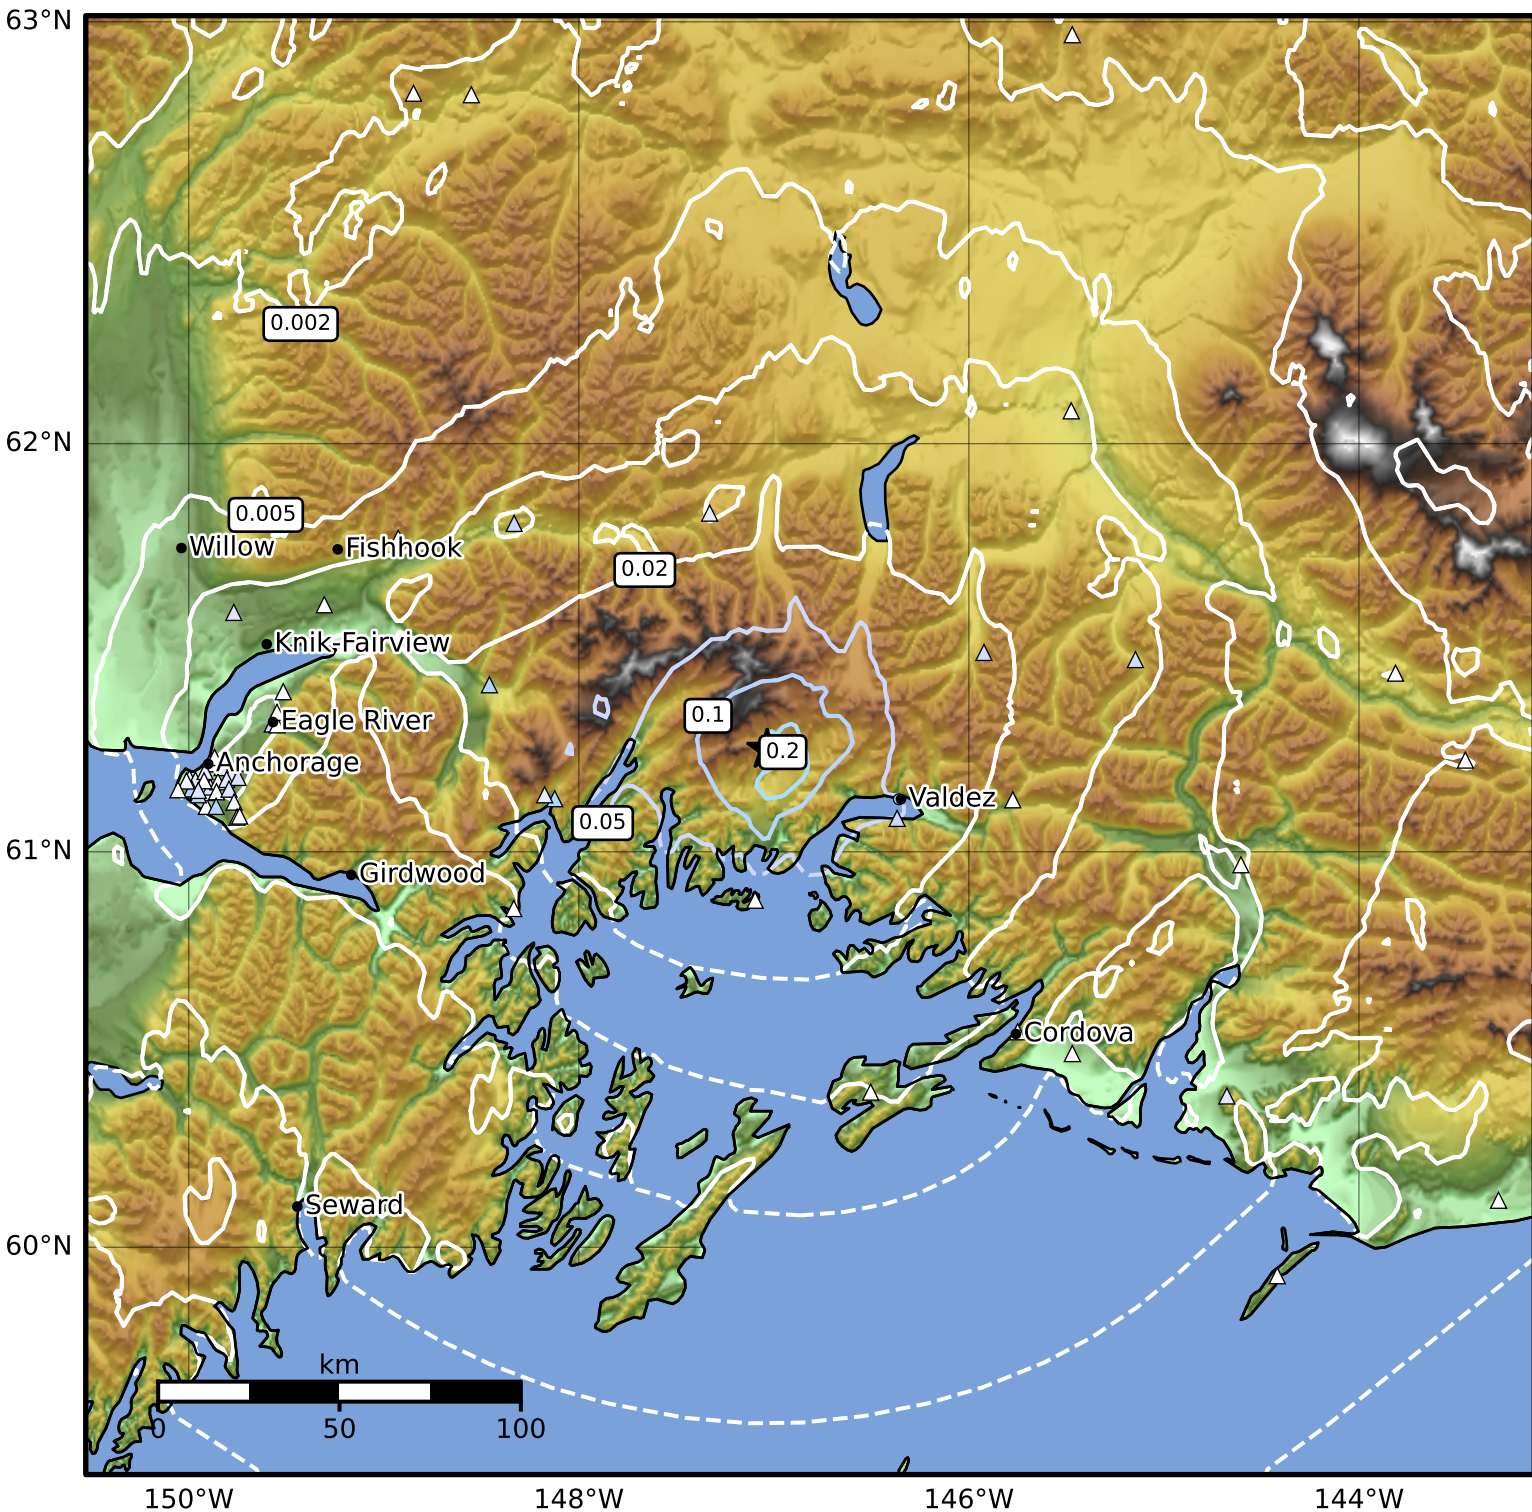 63°N
0.002
62°N
0.005
Willow
Fishhook
0.02
Knik-Fairview
0.1
Eagle River
0.2
Anchorage
Valdez
0.05
61°N
Girdwood
Cordova
Seward
60°N
km
0 50 100
150°W 148°W 146°W 144°W